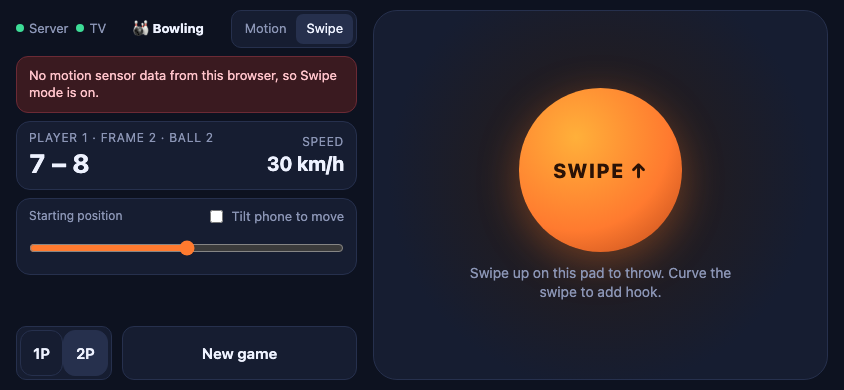 Server TV 🎳 Bowling Motion Swipe
No motion sensor data from this browser, so Swipe
mode is on.
PLAYER 1 · FRAME 2 · BALL 2
SPEED
7 – 8
30 km/h
Starting position
Tilt phone to move
1P 2P New game
SWIPE ↑
Swipe up on this pad to throw. Curve the
swipe to add hook.